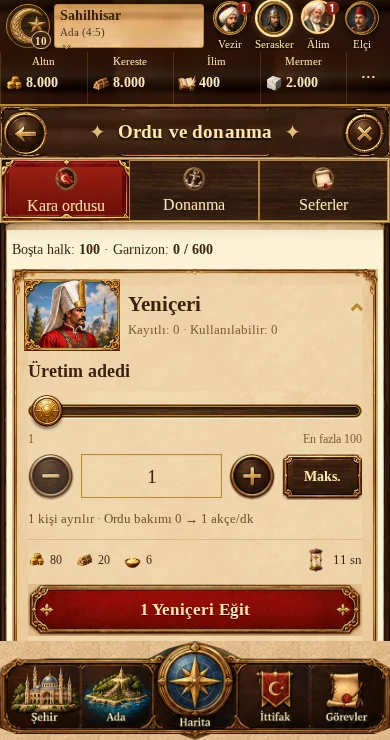 10
Sahilhisar
Ada (4:5)
1
1
Vezir
Serasker
Âlim
Elçi
Altun
Kereste
İlim
Mermer
8.000
8.000
400
2.000
...
Ordu ve donanma
Kara ordusu
Donanma
Seferler
Boşta halk: 100 · Garnizon: 0 / 600
Yeniçeri
Kayıtlı: 0 · Kullanılabilir: 0
Üretim adedi
1
En fazla 100
1
Maks.
1 kişi ayrılır · Ordu bakımı 0 → 1 akçe/dk
80
20
6
11 sn
1 Yeniçeri Eğit
Şehir
Ada
Harita
İttifak
Görevler